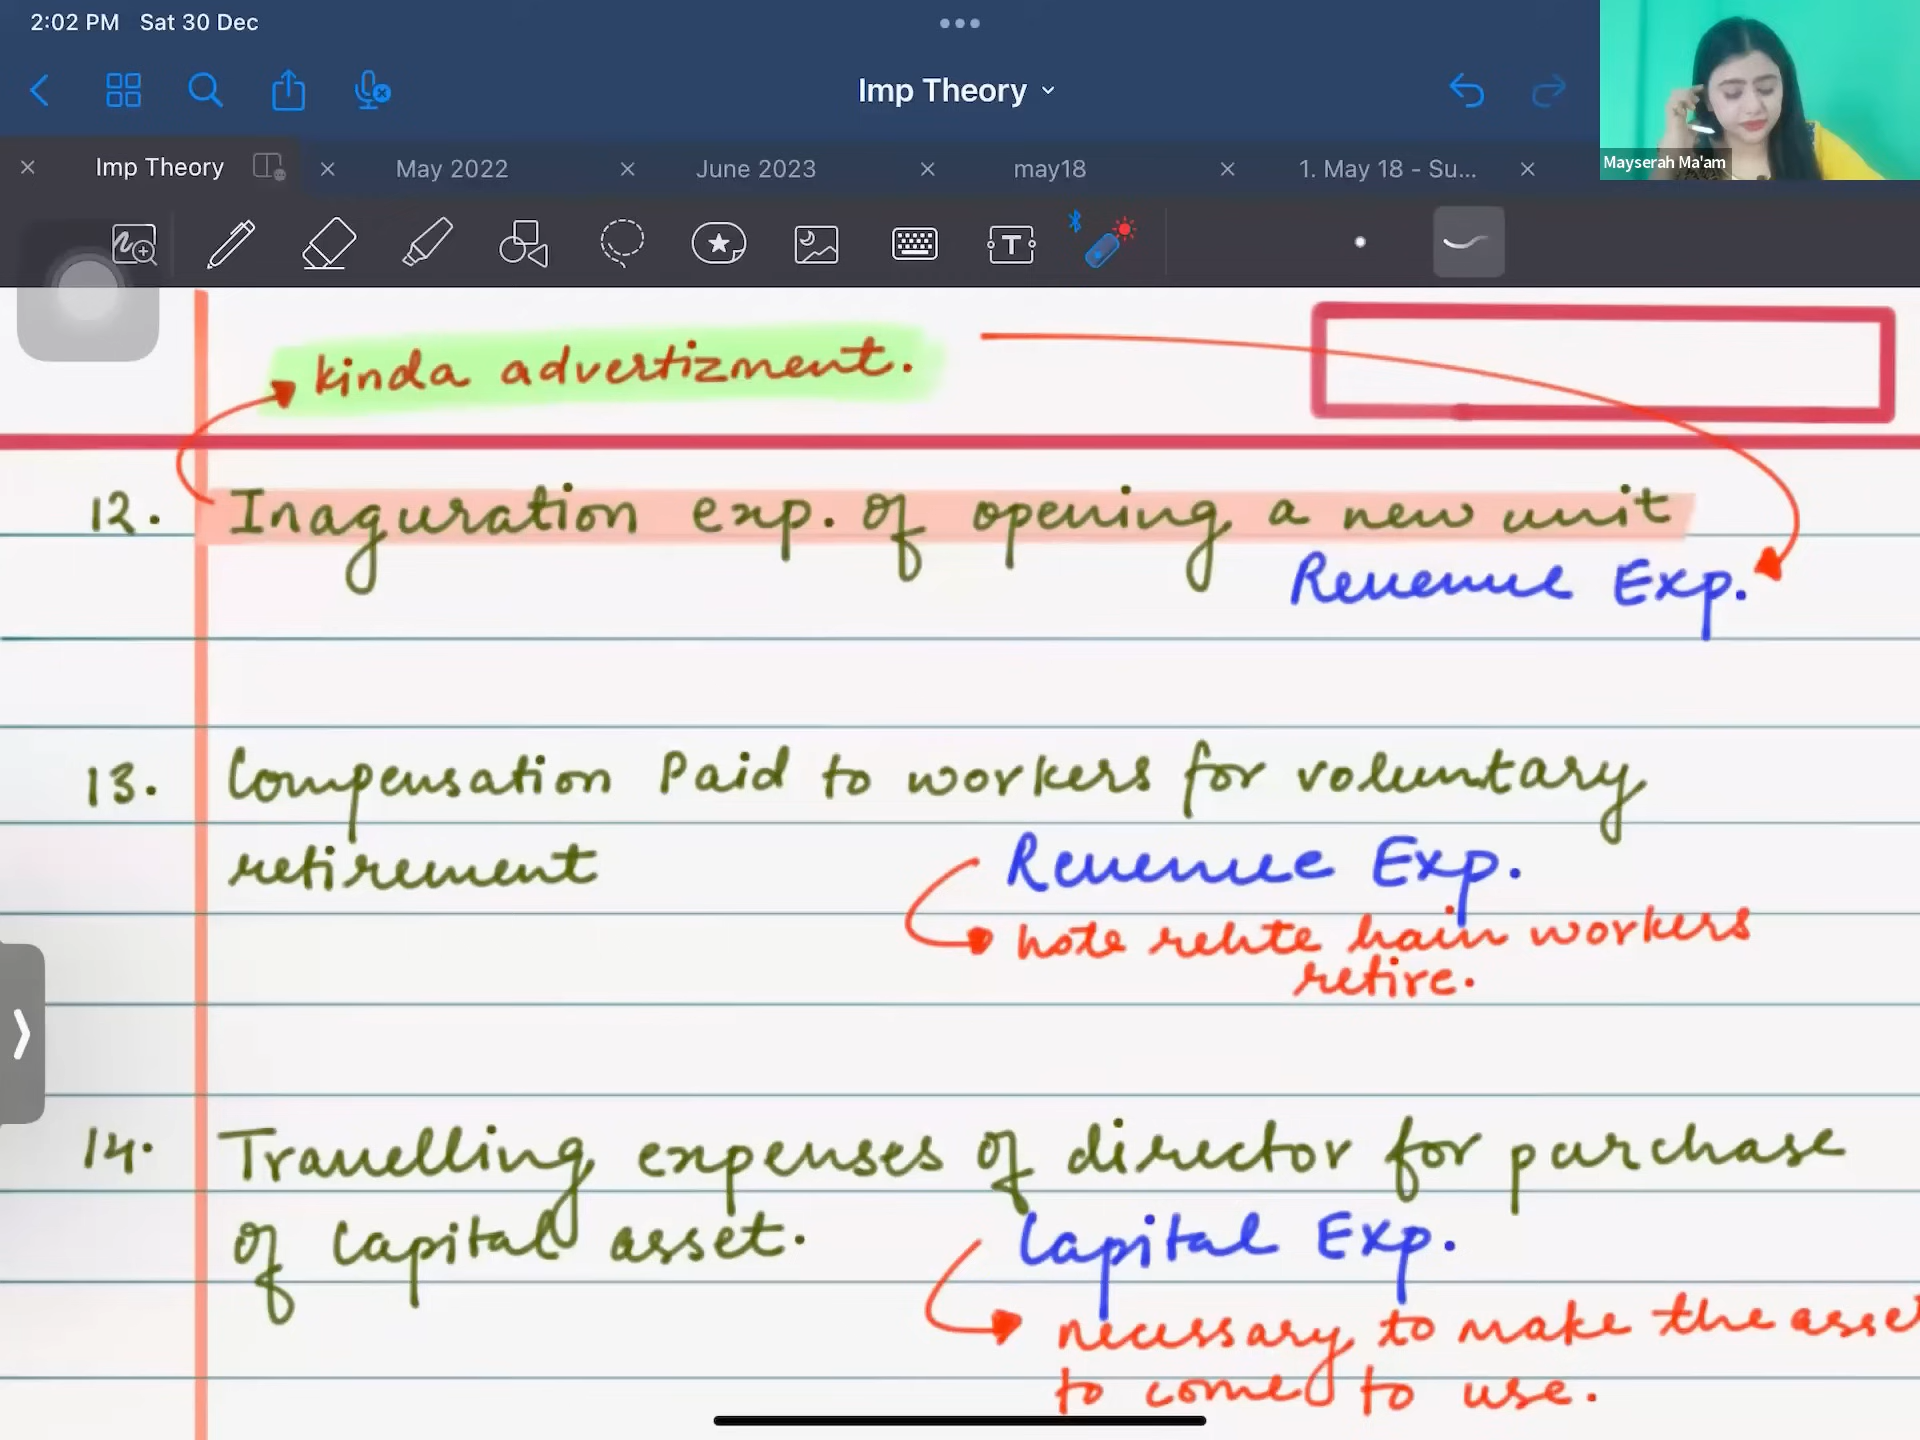 2:02 PM Sat 30 Dec
Imp Theory
Mayserah Ma'am
Imp Theory
May 2022
June 2023
may18
1. May 18 - Su...
T
kinda advertizment.
12. Inaguration exp. of opening a new unit
Revenue Exp.
13. Compensation Paid to workers for voluntary
retirement Revenue Exp.
hote rehte hain workers
retire.
14. Travelling expenses of director for purchase
of capital asset. Capital Exp.
necessary to make the asset
to come to use.